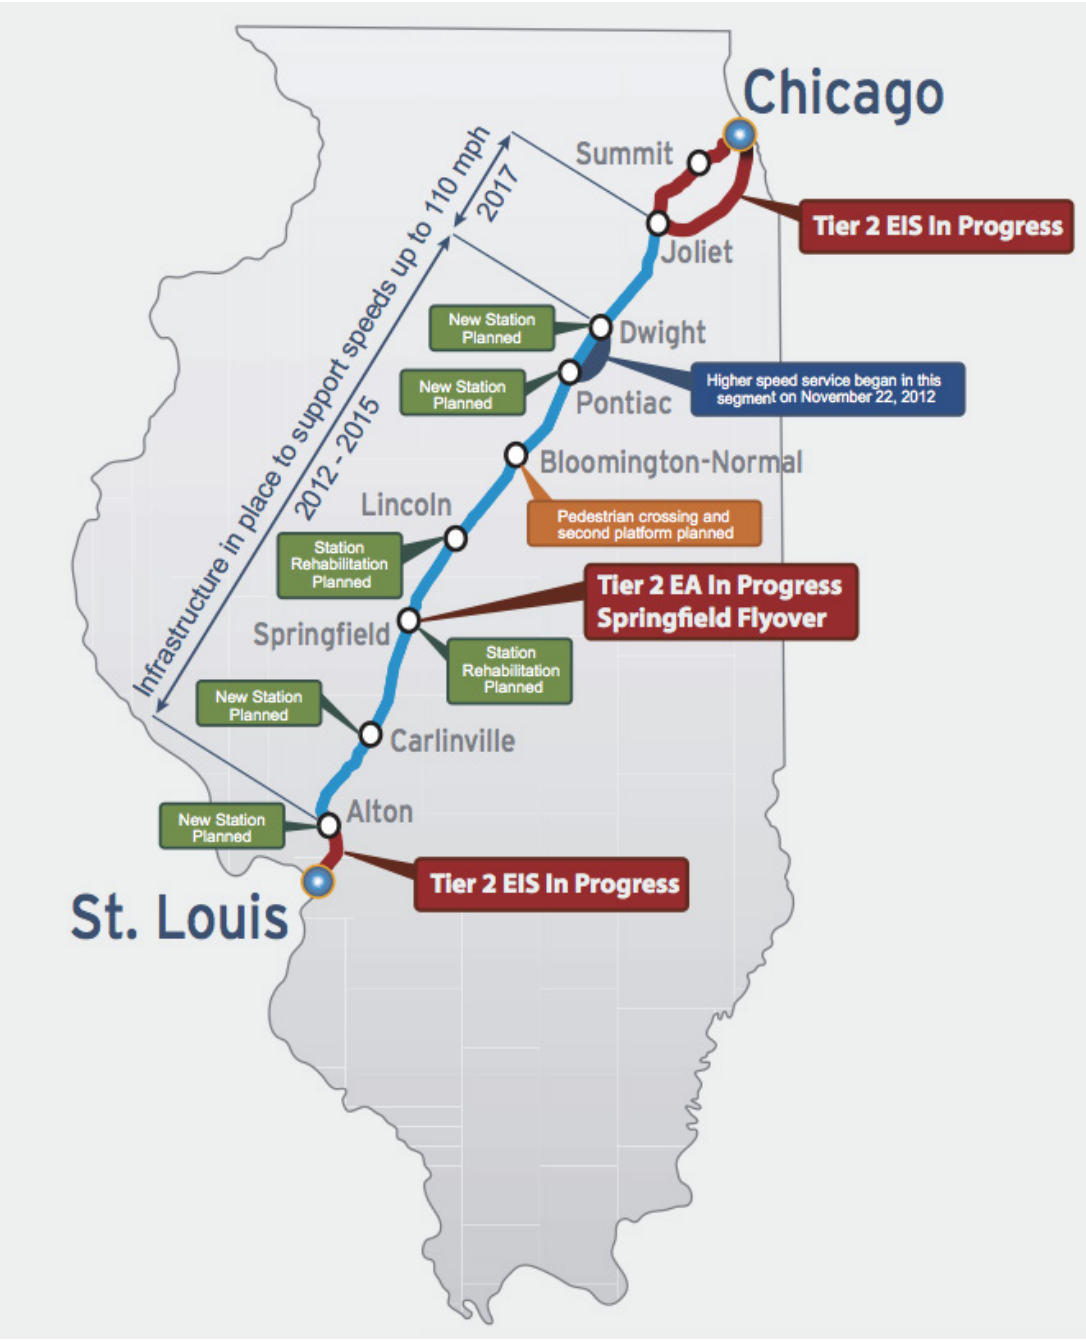 Chicago
Summit
Tier 2 EIS In Progress
Joliet
Infrastructure in place to support speeds up to 110 mph
2017
2012 - 2015
New Station
Planned
Dwight
Higher speed service began in this
segment on November 22, 2012
New Station
Planned
Pontiac
Bloomington-Normal
Pedestrian crossing and
second platform planned
Lincoln
Station
Rehabilitation
Planned
Tier 2 EA In Progress
Springfield Flyover
Springfield
Station
Rehabilitation
Planned
New Station
Planned
Carlinville
Alton
New Station
Planned
Tier 2 EIS In Progress
St. Louis